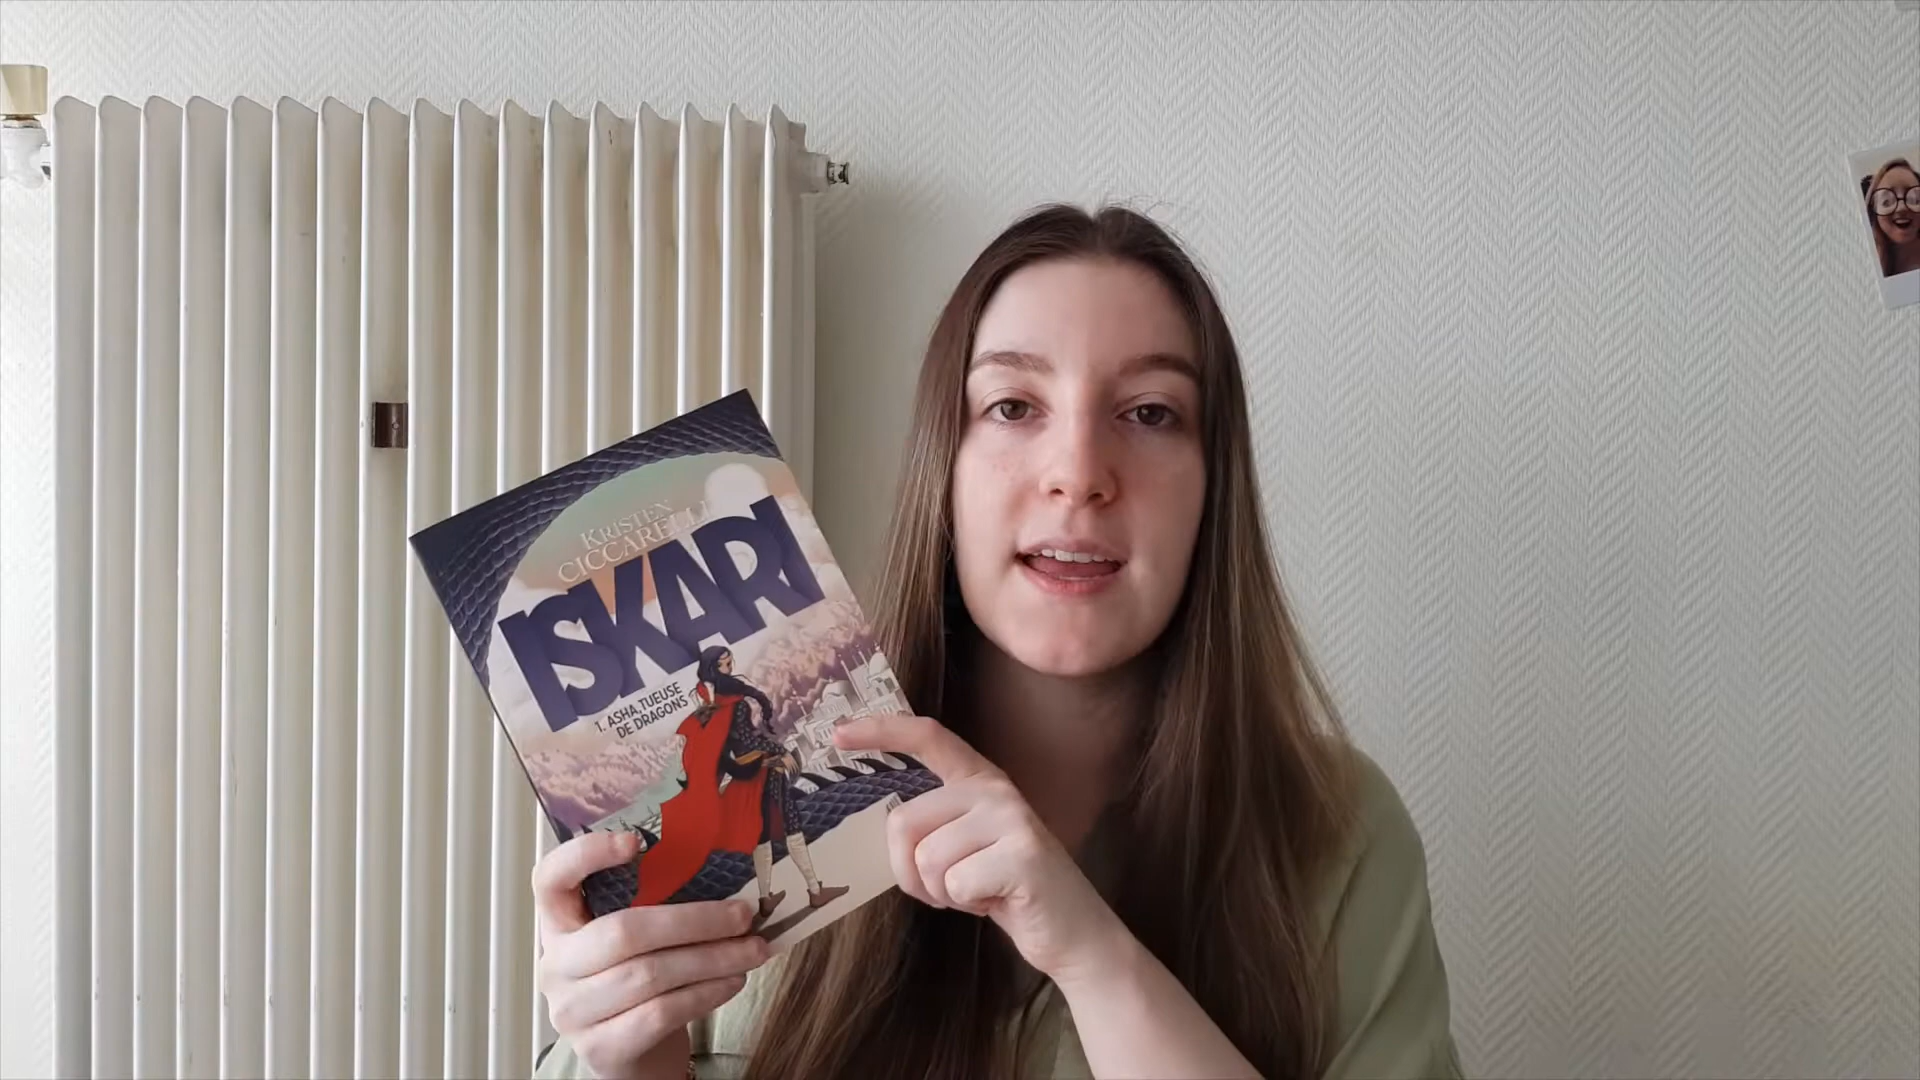 KRISTEN
CICCARELLI
ISKARI
1. ASHA, TUEUSE
DE DRAGONS